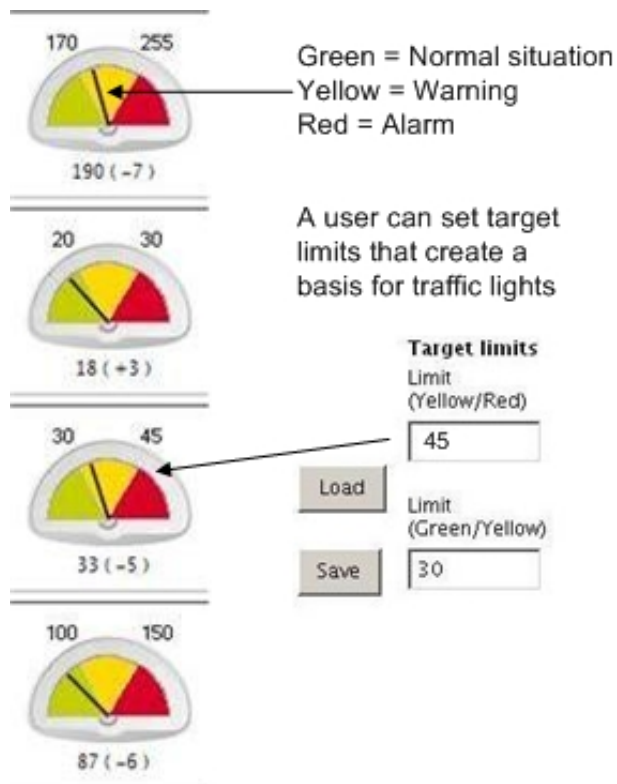 170 255
190 (-7)
Green = Normal situation
Yellow = Warning
Red = Alarm
20 30
18 (+3)
A user can set target
limits that create a
basis for traffic lights
30 45
33 (-5)
Target limits
Limit
(Yellow/Red)
45
Load
Limit
(Green/Yellow)
Save
30
100 150
87 (-6)